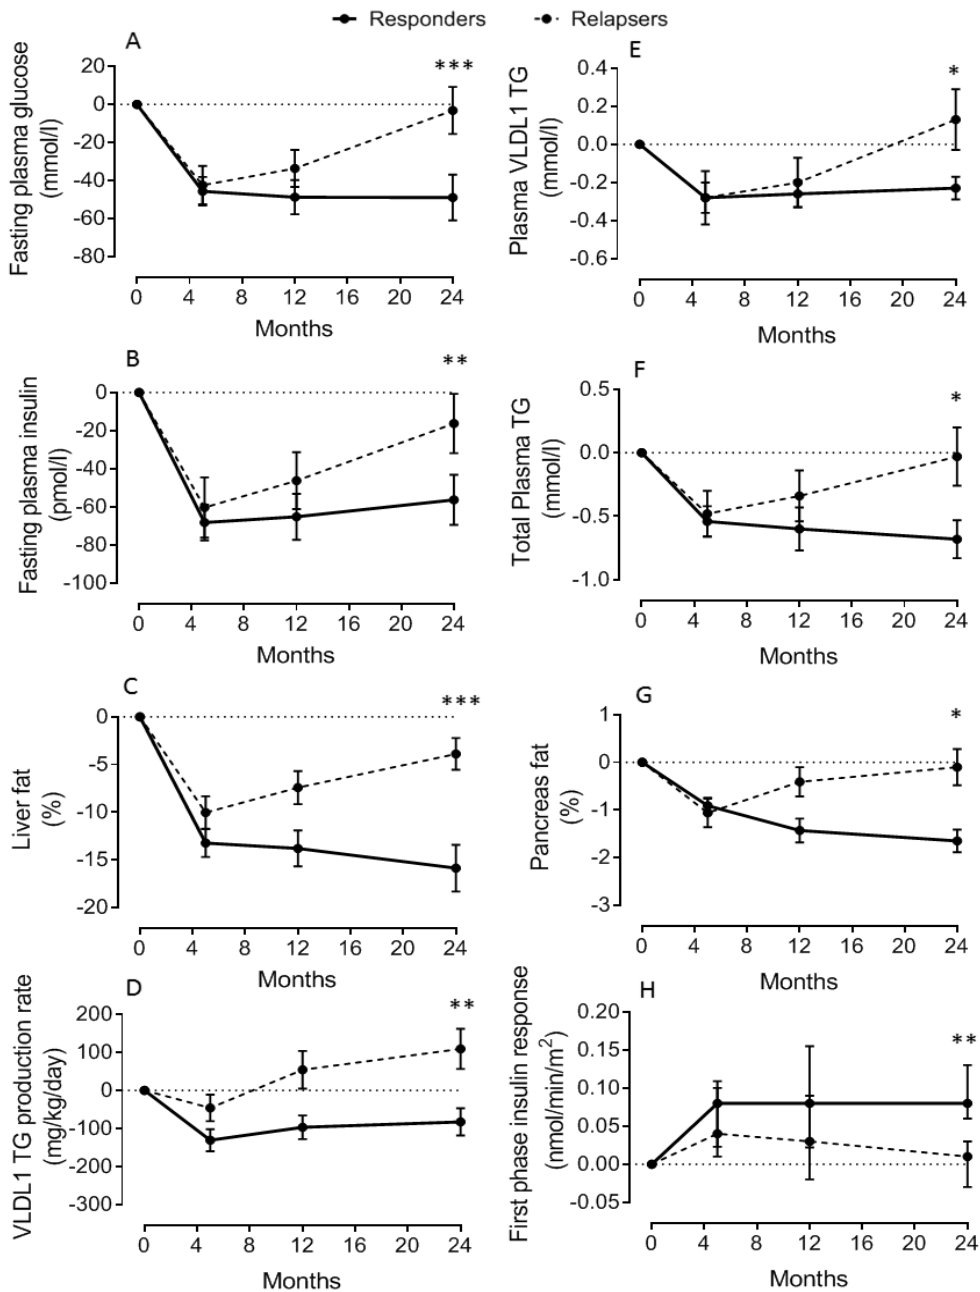 Responders Relapsers
A
***
Fasting plasma glucose
(mmol/l)
20
0
-20
-40
-60
-80
0 4 8 12 16 20 24
Months
B
**
Fasting plasma insulin
(pmol/l)
0
-20
-40
-60
-80
-100
0 4 8 12 16 20 24
Months
C
***
Liver fat
(%)
0
-5
-10
-15
-20
0 4 8 12 16 20 24
Months
D
**
VLDL1 TG production rate
(mg/kg/day)
200
100
0
-100
-200
-300
0 4 8 12 16 20 24
Months
E
*
Plasma VLDL1 TG
(mmol/l)
0.4
0.2
0.0
-0.2
-0.4
-0.6
0 4 8 12 16 20 24
Months
F
*
Total Plasma TG
(mmol/l)
0.5
0.0
-0.5
-1.0
0 4 8 12 16 20 24
Months
G
*
Pancreas fat
(%)
1
0
-1
-2
-3
0 4 8 12 16 20 24
Months
H
**
First phase insulin response
(nmol/min/m²)
0.20
0.15
0.10
0.05
0.00
-0.05
0 4 8 12 16 20 24
Months